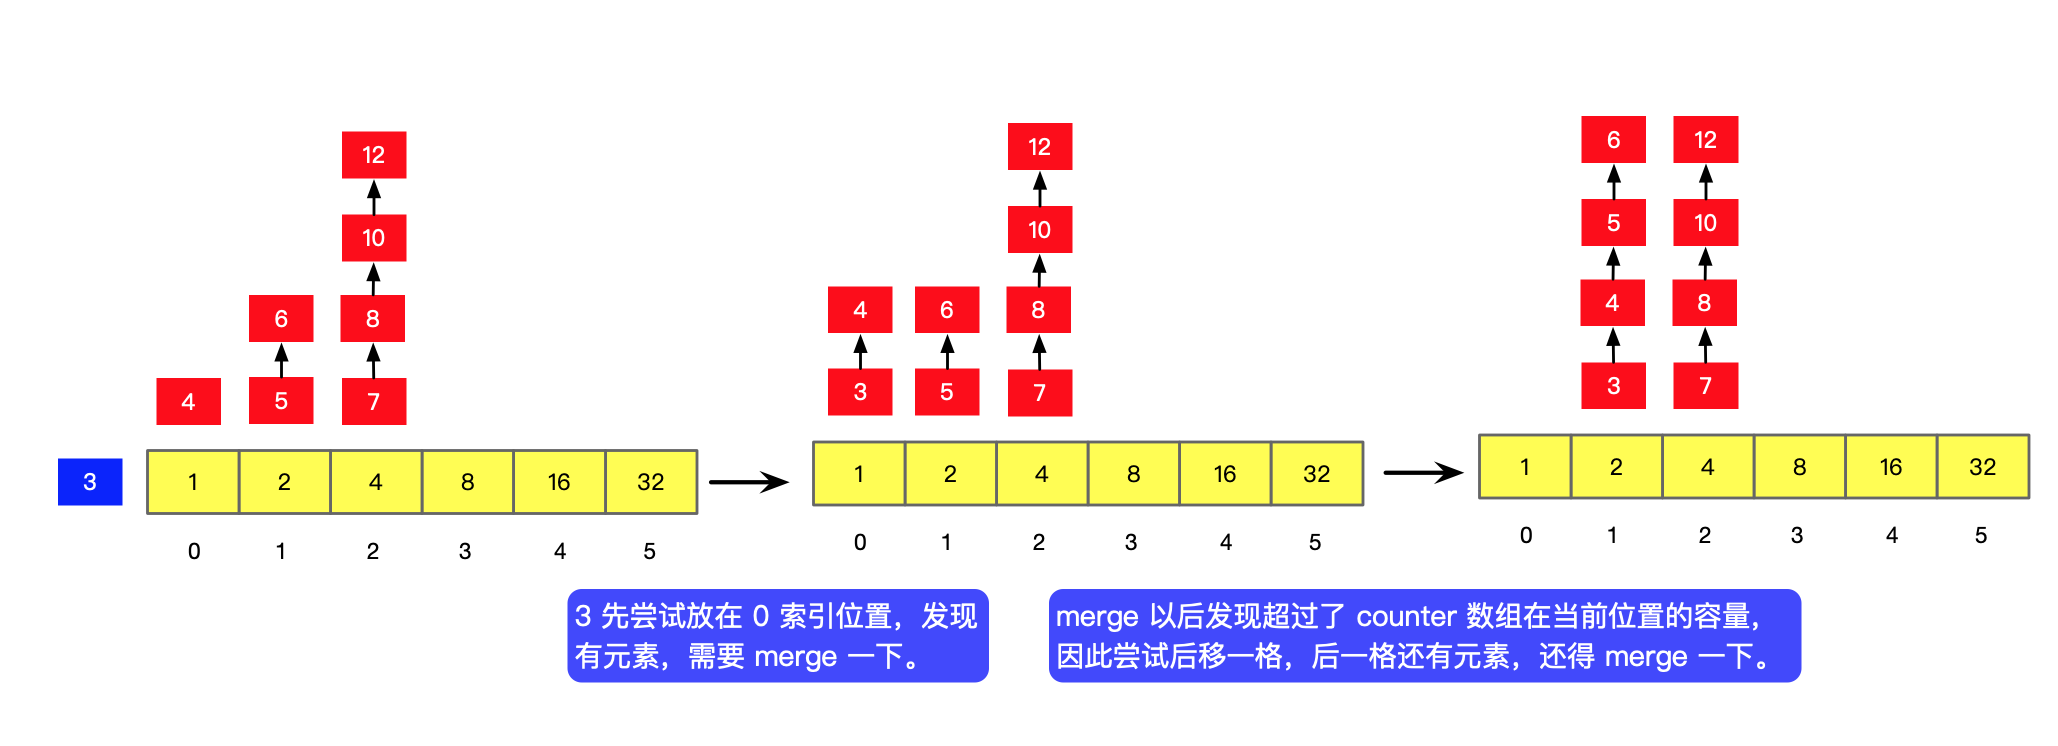 12
10
6
8
4
5
7
3
1 2 4 8 16 32
0 1 2 3 4 5
12
10
4
6
8
3
5
7
1 2 4 8 16 32
0 1 2 3 4 5
6 12
5 10
4 8
3 7
1 2 4 8 16 32
0 1 2 3 4 5
3 先尝试放在 0 索引位置，发现
有元素，需要 merge 一下。
merge 以后发现超过了 counter 数组在当前位置的容量，
因此尝试后移一格，后一格还有元素，还得 merge 一下。